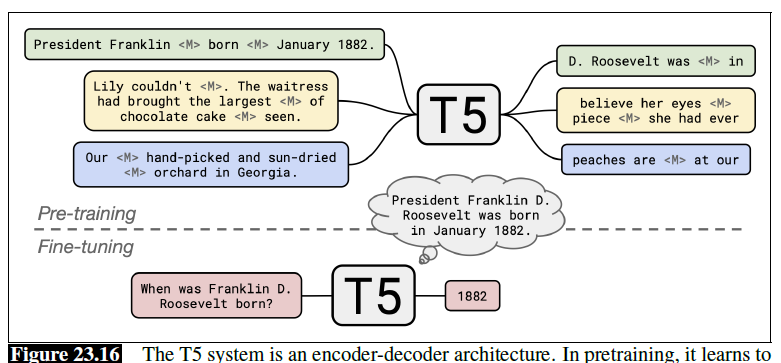 President Franklin <M> born <M> January 1882.
Lily couldn't <M>. The waitress
had brought the largest <M> of
chocolate cake <M> seen.
Our <M> hand-picked and sun-dried
<M> orchard in Georgia.
T5
D. Roosevelt was <M> in
believe her eyes <M>
piece <M> she had ever
peaches are <M> at our
President Franklin D.
Roosevelt was born
in January 1882.
Pre-training
Fine-tuning
When was Franklin D.
Roosevelt born?
T5
1882
Figure 23.16 The T5 system is an encoder-decoder architecture. In pretraining, it learns to